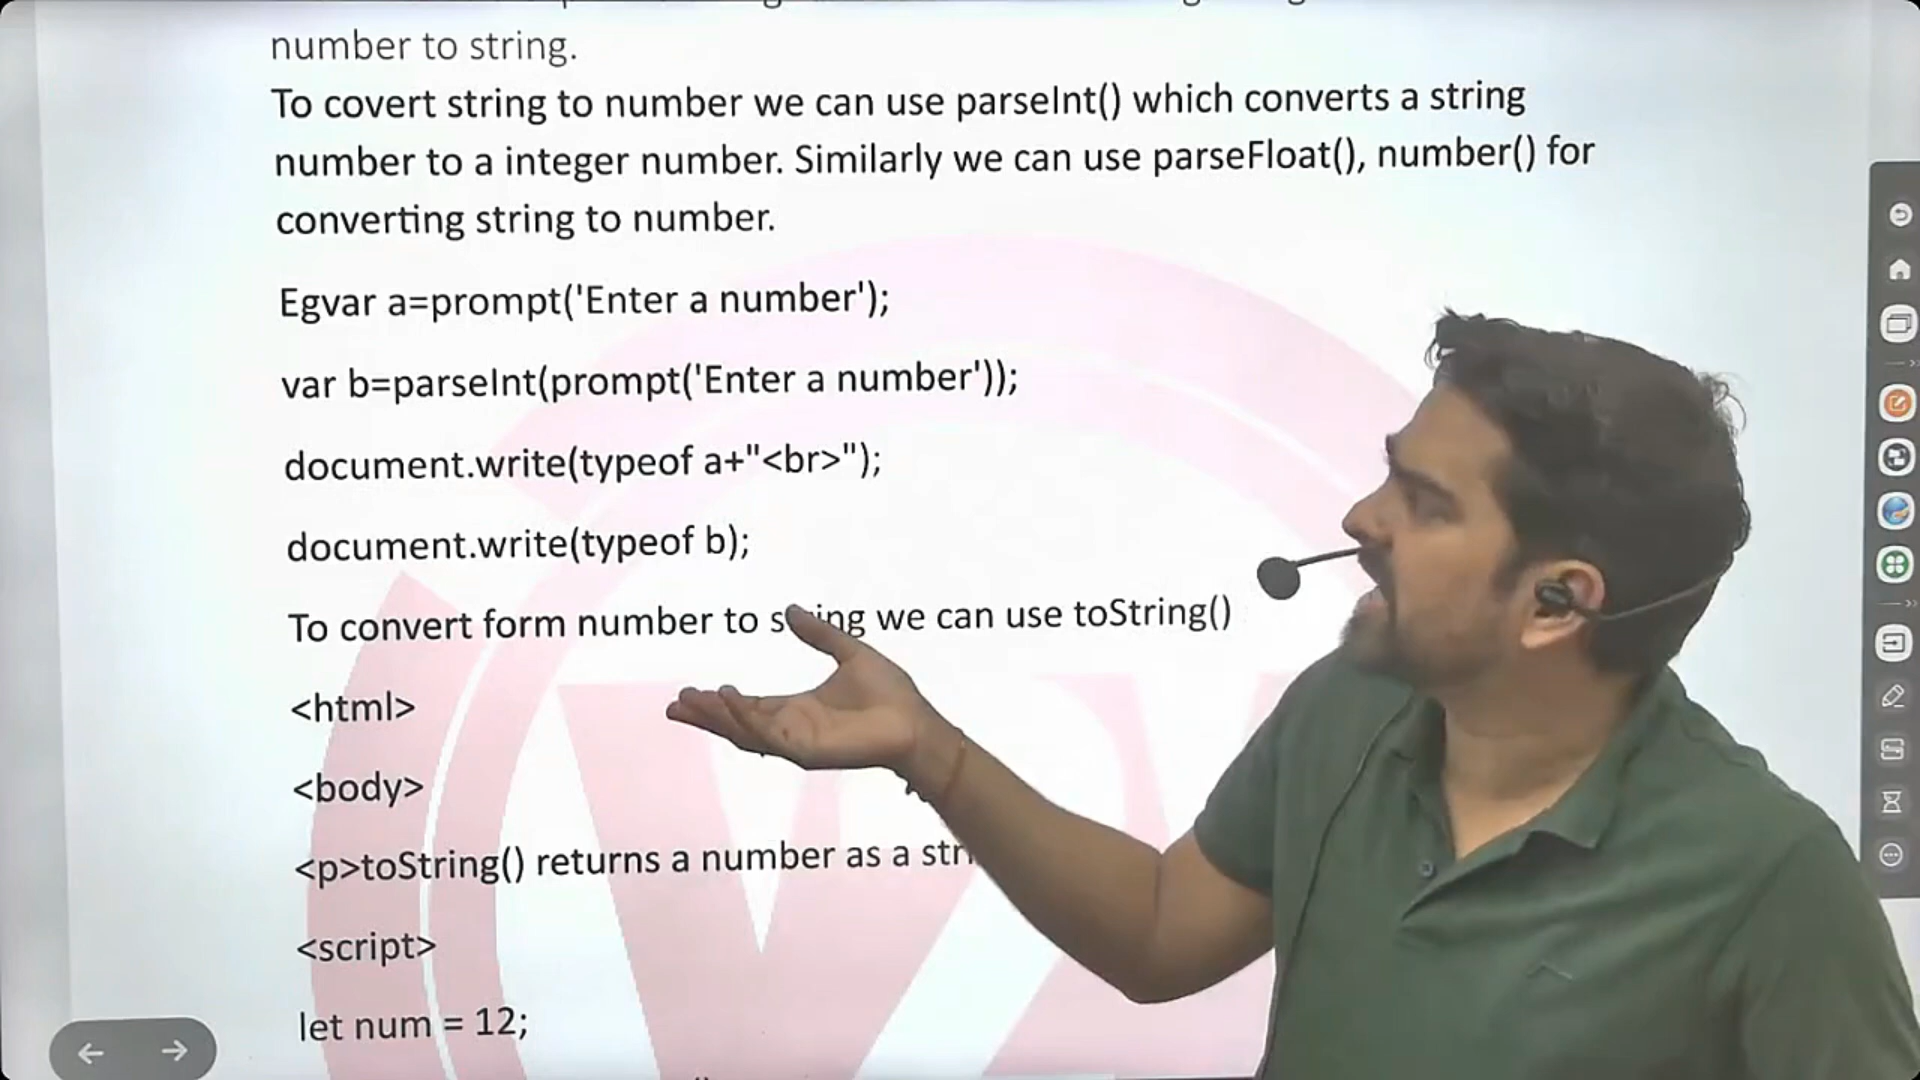 number to string.
To covert string to number we can use parseInt() which converts a string
number to a integer number. Similarly we can use parseFloat(), number() for
converting string to number.
Egvar a=prompt('Enter a number');
var b=parseInt(prompt('Enter a number'));
document.write(typeof a+"<br>");
document.write(typeof b);
To convert form number to string we can use toString()
<html>
<body>
<p>toString() returns a number as a
<script>
let num = 12;